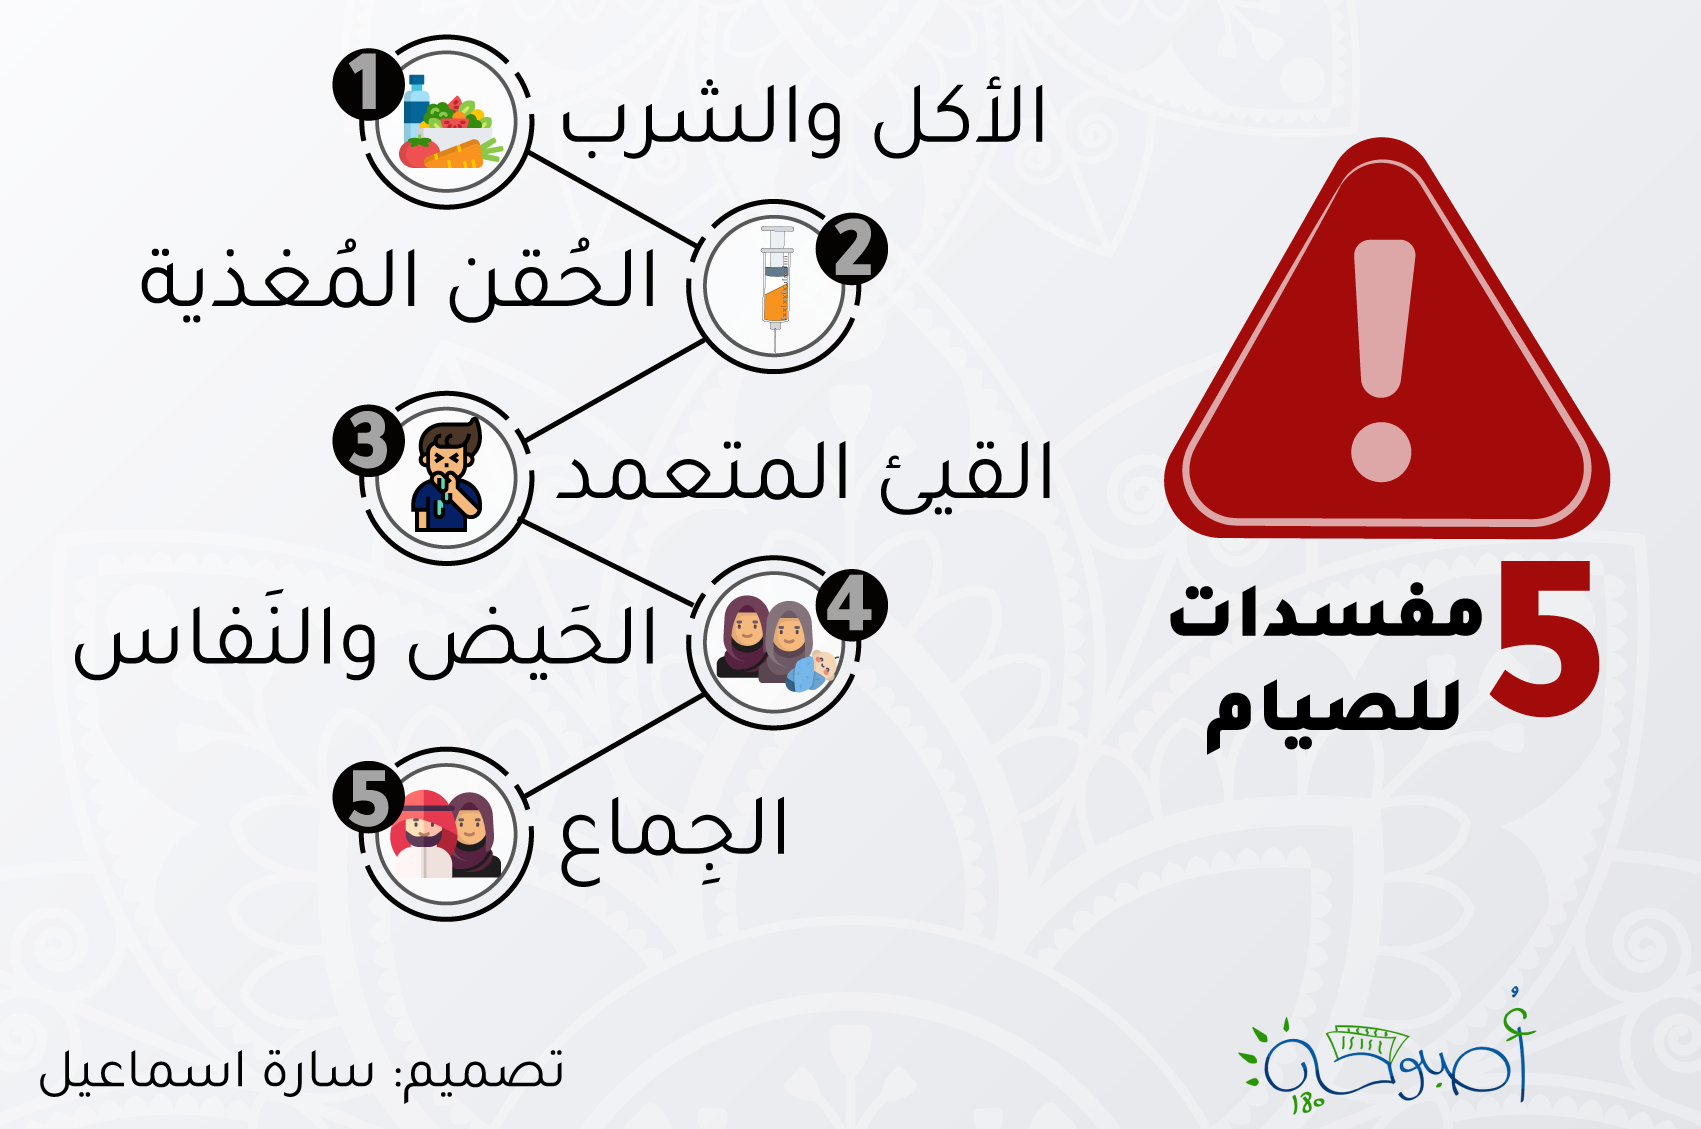 5 مفسدات
للصيام
1 الأكل والشرب
2 الحُقن المُغذية
3 القيئ المتعمد
4 الحَيض والنَفاس
5 الجِماع
أُصبوحة
١٨٠
تصميم: سارة اسماعيل